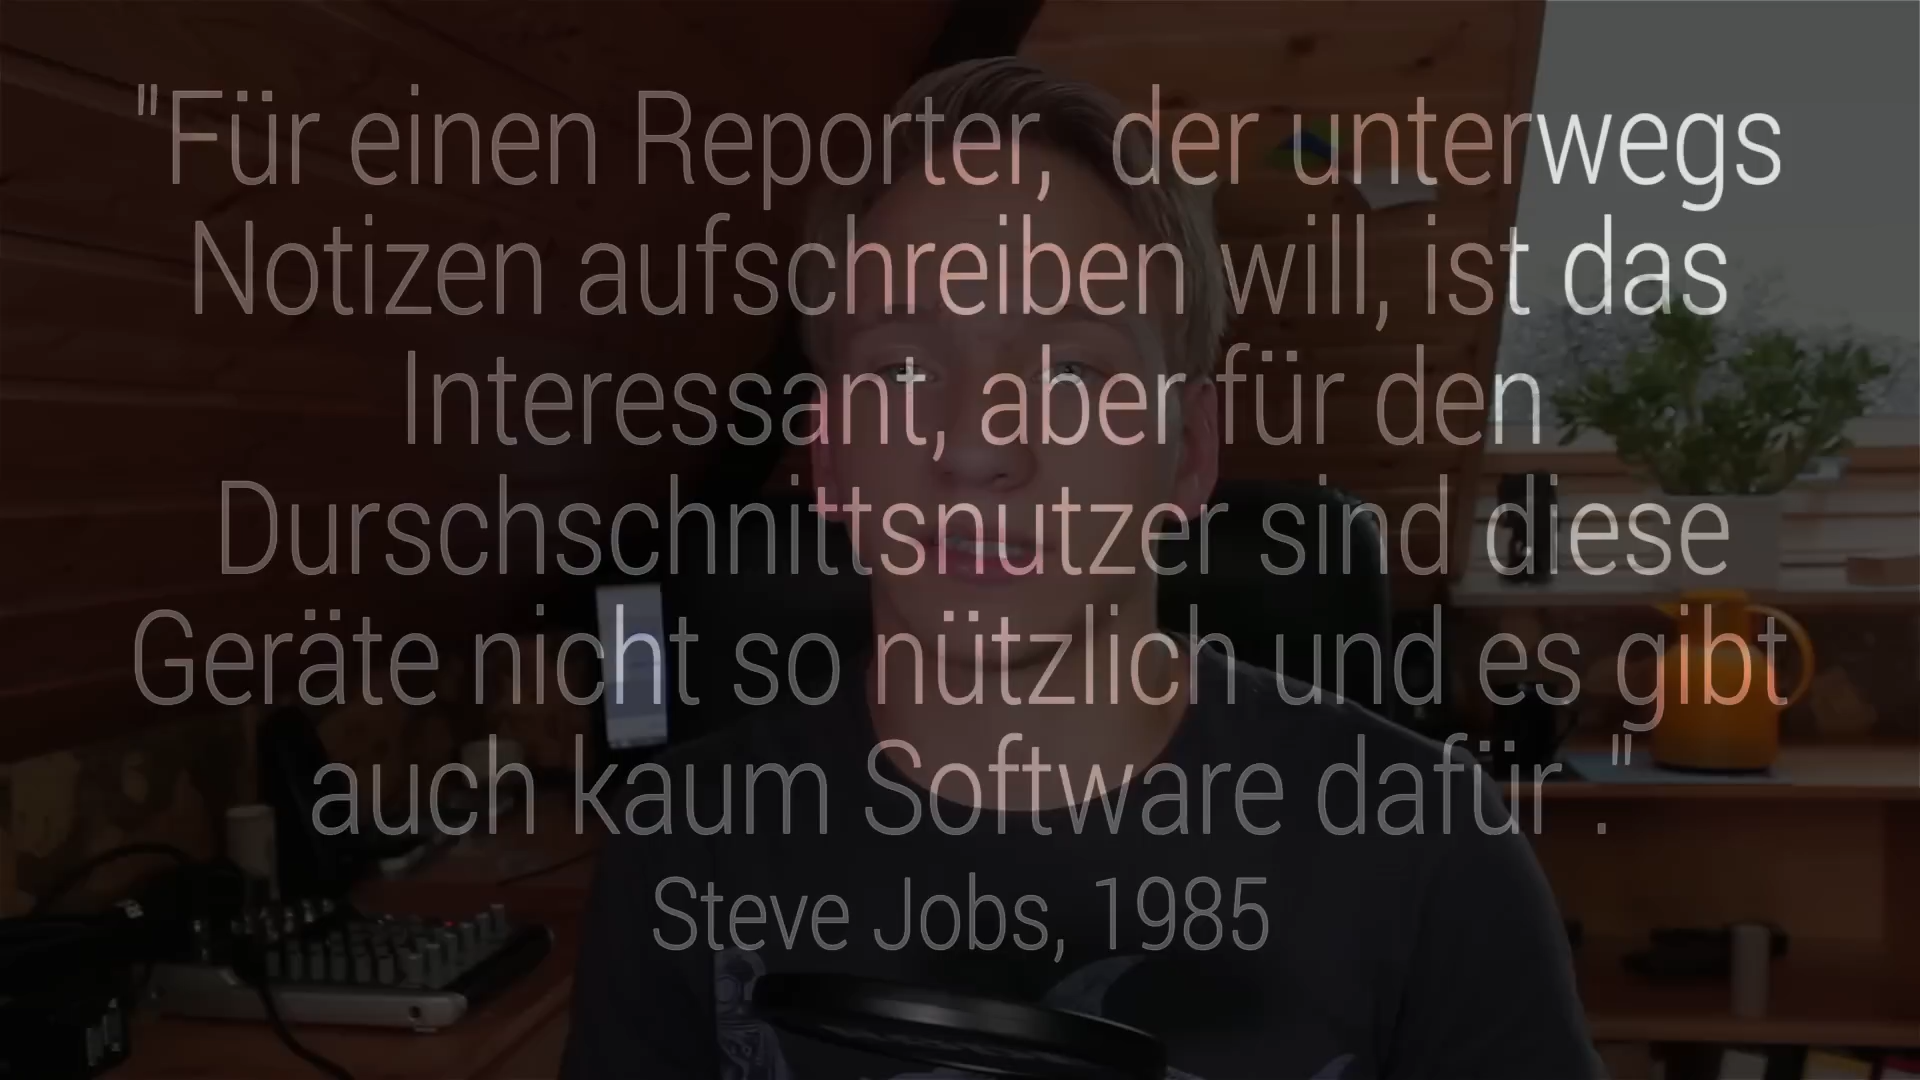 "Für einen Reporter, der unterwegs
Notizen aufschreiben will, ist das
Interessant, aber für den
Durschschnittsnutzer sind diese
Geräte nicht so nützlich und es gibt
auch kaum Software dafür ."
Steve Jobs, 1985